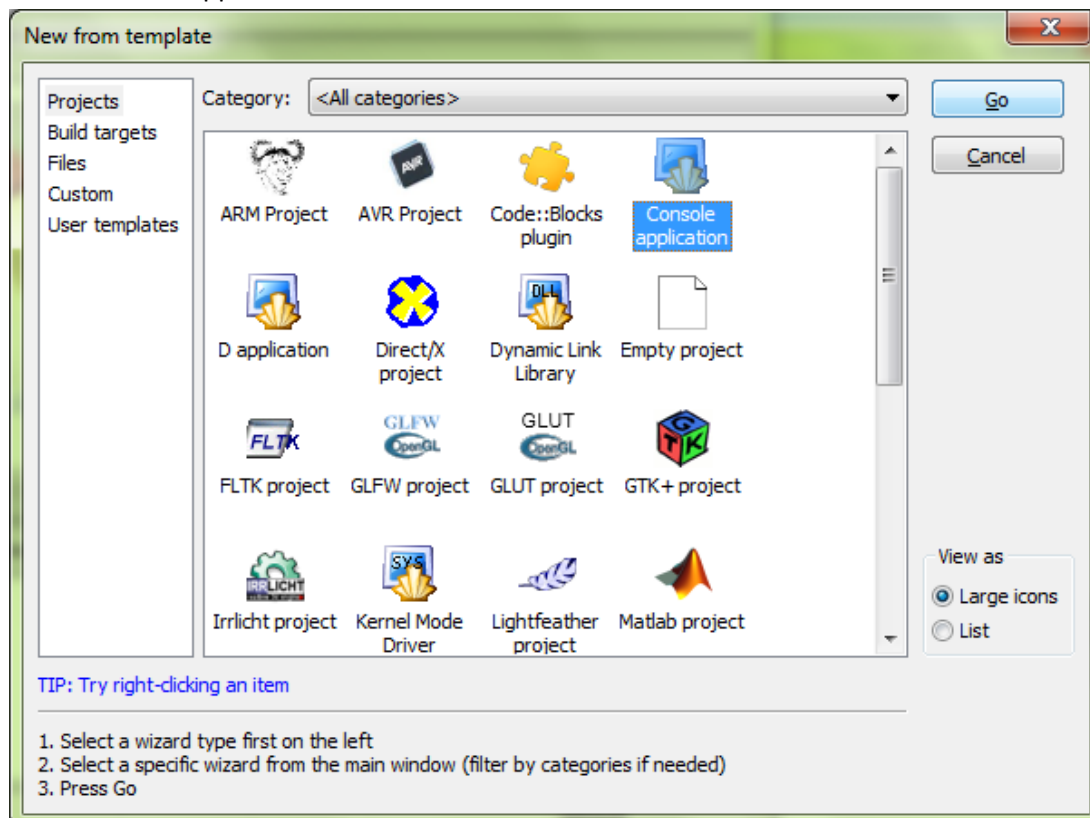 New from template
Projects
Build targets
Files
Custom
User templates
Category: <All categories>
Go
Cancel
ARM Project
AVR
AVR Project
Code::Blocks
plugin
Console
application
D application
Direct/X
project
DLL
Dynamic Link
Library
Empty project
FLTK
FLTK project
GLFW
OpenGL
GLFW project
GLUT
OpenGL
GLUT project
GTK
GTK+ project
IRRLICHT
Irrlicht project
SYS
Kernel Mode
Driver
Lightfeather
project
Matlab project
View as
Large icons
List
TIP: Try right-clicking an item
1. Select a wizard type first on the left
2. Select a specific wizard from the main window (filter by categories if needed)
3. Press Go